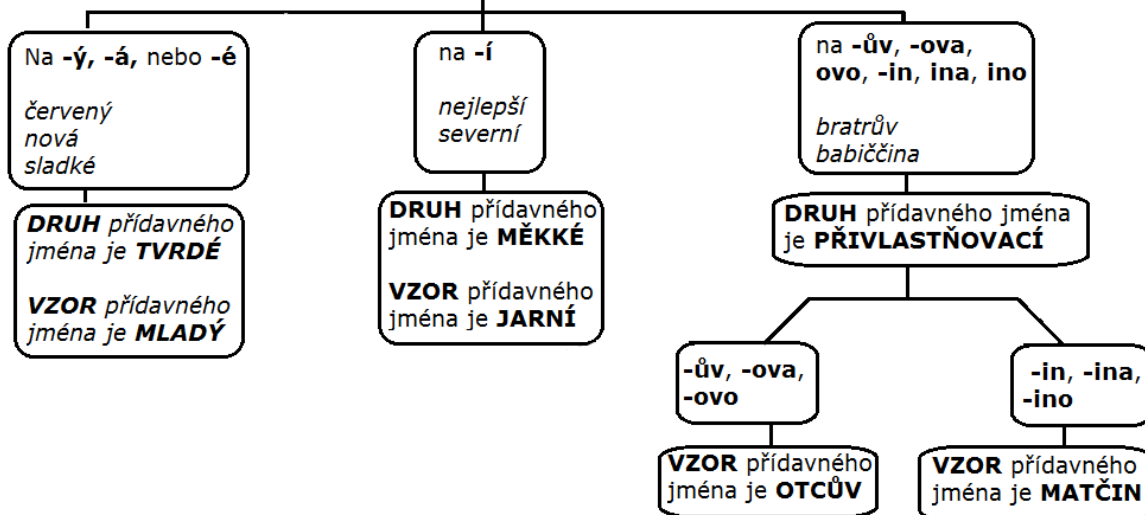 Na -ý, -á, nebo -é
červený
nová
sladké
DRUH přídavného
jména je TVRDÉ
VZOR přídavného
jména je MLADÝ
na -í
nejlepší
severní
DRUH přídavného
jména je MĚKKÉ
VZOR přídavného
jména je JARNÍ
na -ův, -ova,
ovo, -in, ina, ino
bratrův
babiččina
DRUH přídavného jména
je PŘIVLASTŇOVACÍ
-ův, -ova,
-ovo
VZOR přídavného
jména je OTCŮV
-in, -ina,
-ino
VZOR přídavného
jména je MATČIN